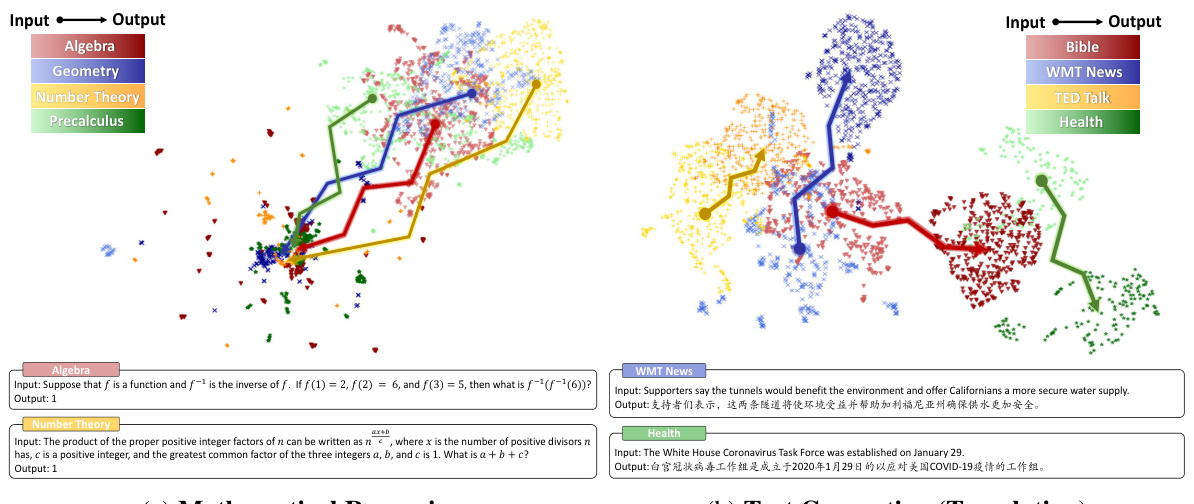 Input Output
Algebra
Geometry
Number Theory
Precalculus
Input Output
Bible
WMT News
TED Talk
Health
Algebra
Input: Suppose that f is a function and f⁻¹ is the inverse of f. If f(1) = 2, f(2) = 6, and f(3) = 5, then what is f⁻¹(f⁻¹(6))?
Output: 1
Number Theory
Input: The product of the proper positive integer factors of n can be written as n^((ax+b)/c), where x is the number of positive divisors n
has, c is a positive integer, and the greatest common factor of the three integers a, b, and c is 1. What is a + b + c?
Output: 1
WMT News
Input: Supporters say the tunnels would benefit the environment and offer Californians a more secure water supply.
Output:支持者们表示，这两条隧道将使环境受益并帮助加利福尼亚州确保供水更加安全。
Health
Input: The White House Coronavirus Task Force was established on January 29.
Output:白宫冠状病毒工作组是成立于2020年1月29日的以应对美国COVID-19疫情的工作组。